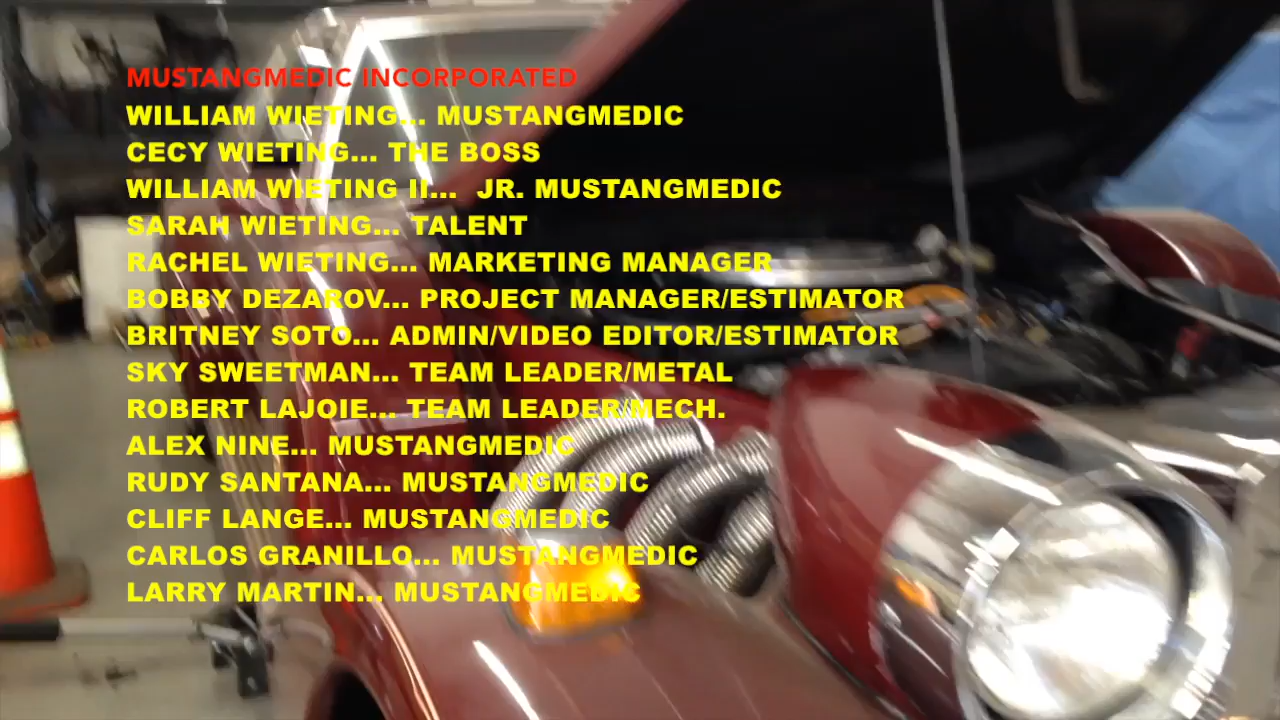 MUSTANGMEDIC INCORPORATED
WILLIAM WIETING... MUSTANGMEDIC
CECY WIETING... THE BOSS
WILLIAM WIETING II... JR. MUSTANGMEDIC
SARAH WIETING... TALENT
RACHEL WIETING... MARKETING MANAGER
BOBBY DEZAROV... PROJECT MANAGER/ESTIMATOR
BRITNEY SOTO... ADMIN/VIDEO EDITOR/ESTIMATOR
SKY SWEETMAN... TEAM LEADER/METAL
ROBERT LAJOIE... TEAM LEADER/MECH.
ALEX NINE... MUSTANGMEDIC
RUDY SANTANA... MUSTANGMEDIC
CLIFF LANGE... MUSTANGMEDIC
CARLOS GRANILLO... MUSTANGMEDIC
LARRY MARTIN... MUSTANGMEDIC